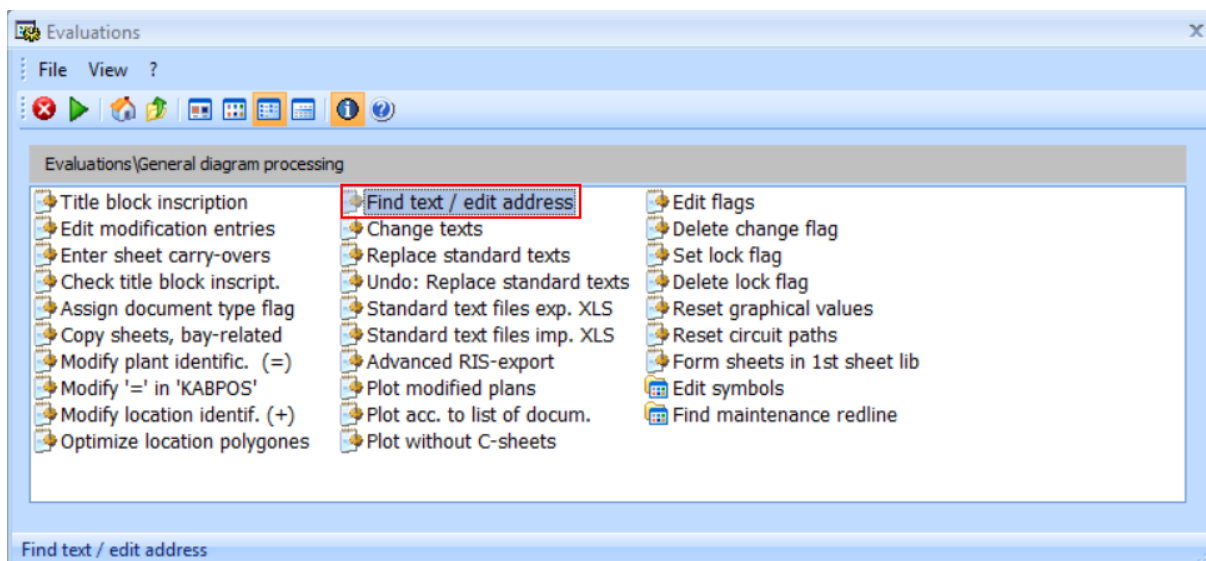 Evaluations
File View ?
Evaluations\General diagram processing
Title block inscription
Edit modification entries
Enter sheet carry-overs
Check title block inscript.
Assign document type flag
Copy sheets, bay-related
Modify plant identific. (=)
Modify '=' in 'KABPOS'
Modify location identif. (+)
Optimize location polygones
Find text / edit address
Change texts
Replace standard texts
Undo: Replace standard texts
Standard text files exp. XLS
Standard text files imp. XLS
Advanced RIS-export
Plot modified plans
Plot acc. to list of docum.
Plot without C-sheets
Edit flags
Delete change flag
Set lock flag
Delete lock flag
Reset graphical values
Reset circuit paths
Form sheets in 1st sheet lib
Edit symbols
Find maintenance redline
Find text / edit address